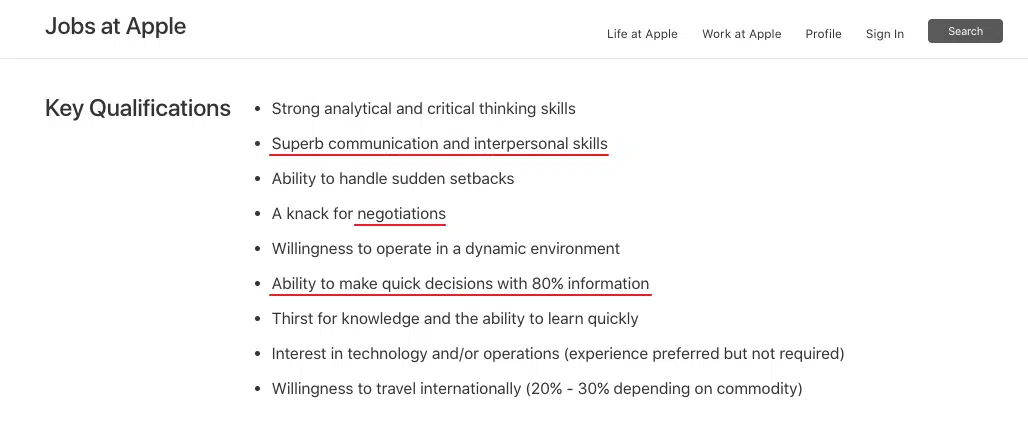 Jobs at Apple
Life at Apple Work at Apple Profile Sign In Search
Key Qualifications
• Strong analytical and critical thinking skills
• Superb communication and interpersonal skills
• Ability to handle sudden setbacks
• A knack for negotiations
• Willingness to operate in a dynamic environment
• Ability to make quick decisions with 80% information
• Thirst for knowledge and the ability to learn quickly
• Interest in technology and/or operations (experience preferred but not required)
• Willingness to travel internationally (20% - 30% depending on commodity)